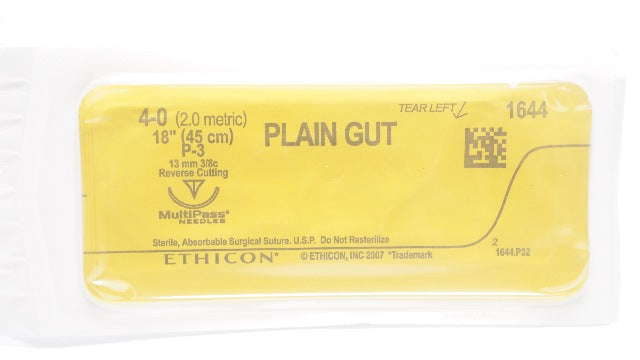 4-0 (2.0 metric)
18" (45 cm)
P-3
13 mm 3/8c
Reverse Cutting
MultiPass*
NEEDLES
PLAIN GUT
TEAR LEFT
1644
Sterile, Absorbable Surgical Suture. U.S.P. Do Not Resterilize
ETHICON*
© ETHICON, INC 2007 *Trademark
2
1644.P32